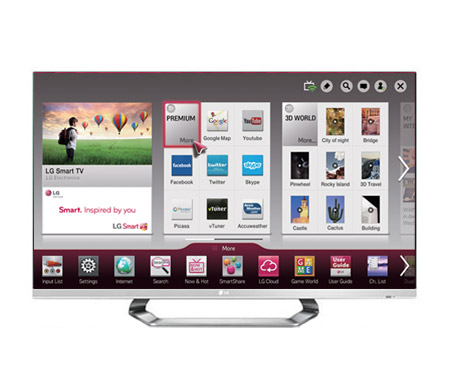 PREMIUM
More..
Google Map
Youtube
Facebook
Twitter
Skype
Picasa
vTuner
Accuweather
3D WORLD
More...
City of night
Bridge
Pinwheel
Rocky Island
3D Travel
Castle
Cactus
Building
LG Smart TV
LG Electronics
LG
Smart. Inspired by you
LG Smart
More
Input List
Settings
Internet
Search
Now & Hot
SmartShare
LG Cloud
Game World
User Guide
Ch. List